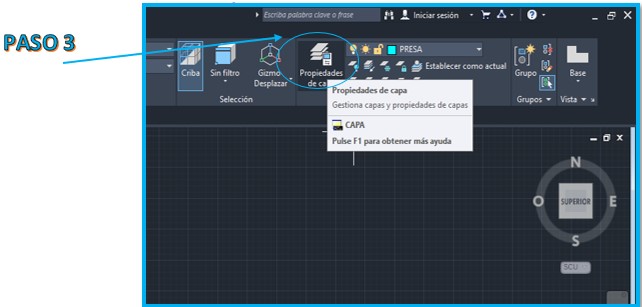 PASO 3
Escriba palabra clave o frase
Iniciar sesión
PRESA
Criba
Sin filtro
Gizmo
Desplazar
Propiedades
de ca
Establecer como actual
Grupo
Base
Selección
Grupos
Vista
Propiedades de capa
Gestiona capas y propiedades de capas
CAPA
Pulse F1 para obtener más ayuda
N
O
SUPERIOR
E
S
SCU